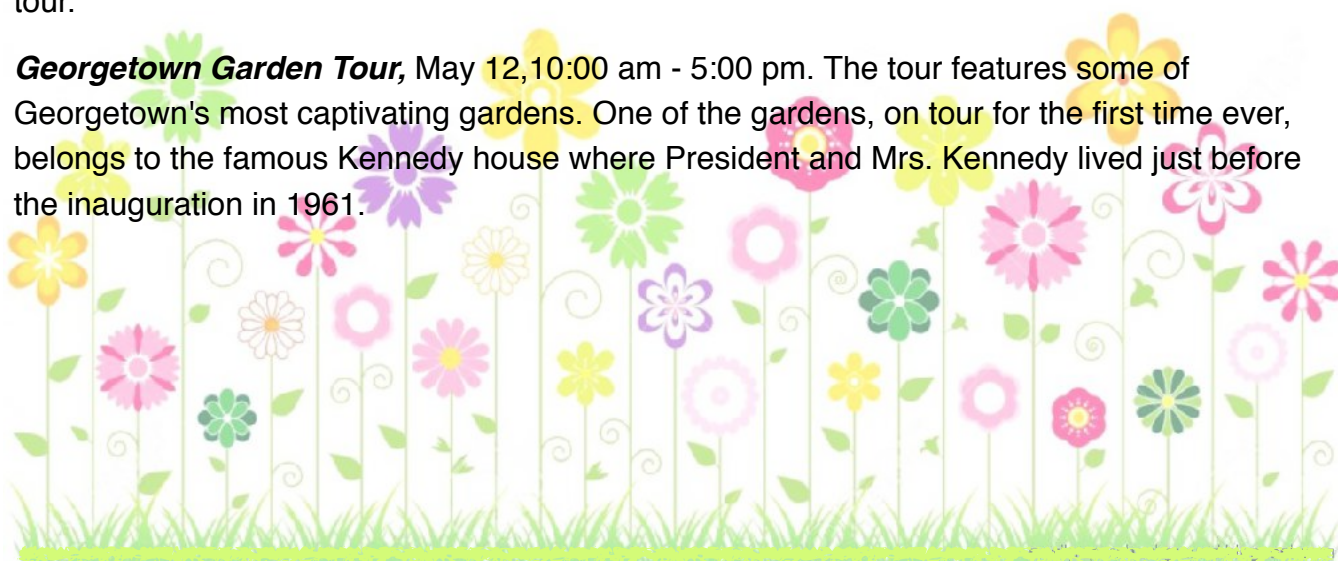 tour.
Georgetown Garden Tour, May 12,10:00 am - 5:00 pm. The tour features some of
Georgetown's most captivating gardens. One of the gardens, on tour for the first time ever,
belongs to the famous Kennedy house where President and Mrs. Kennedy lived just before
the inauguration in 1961.